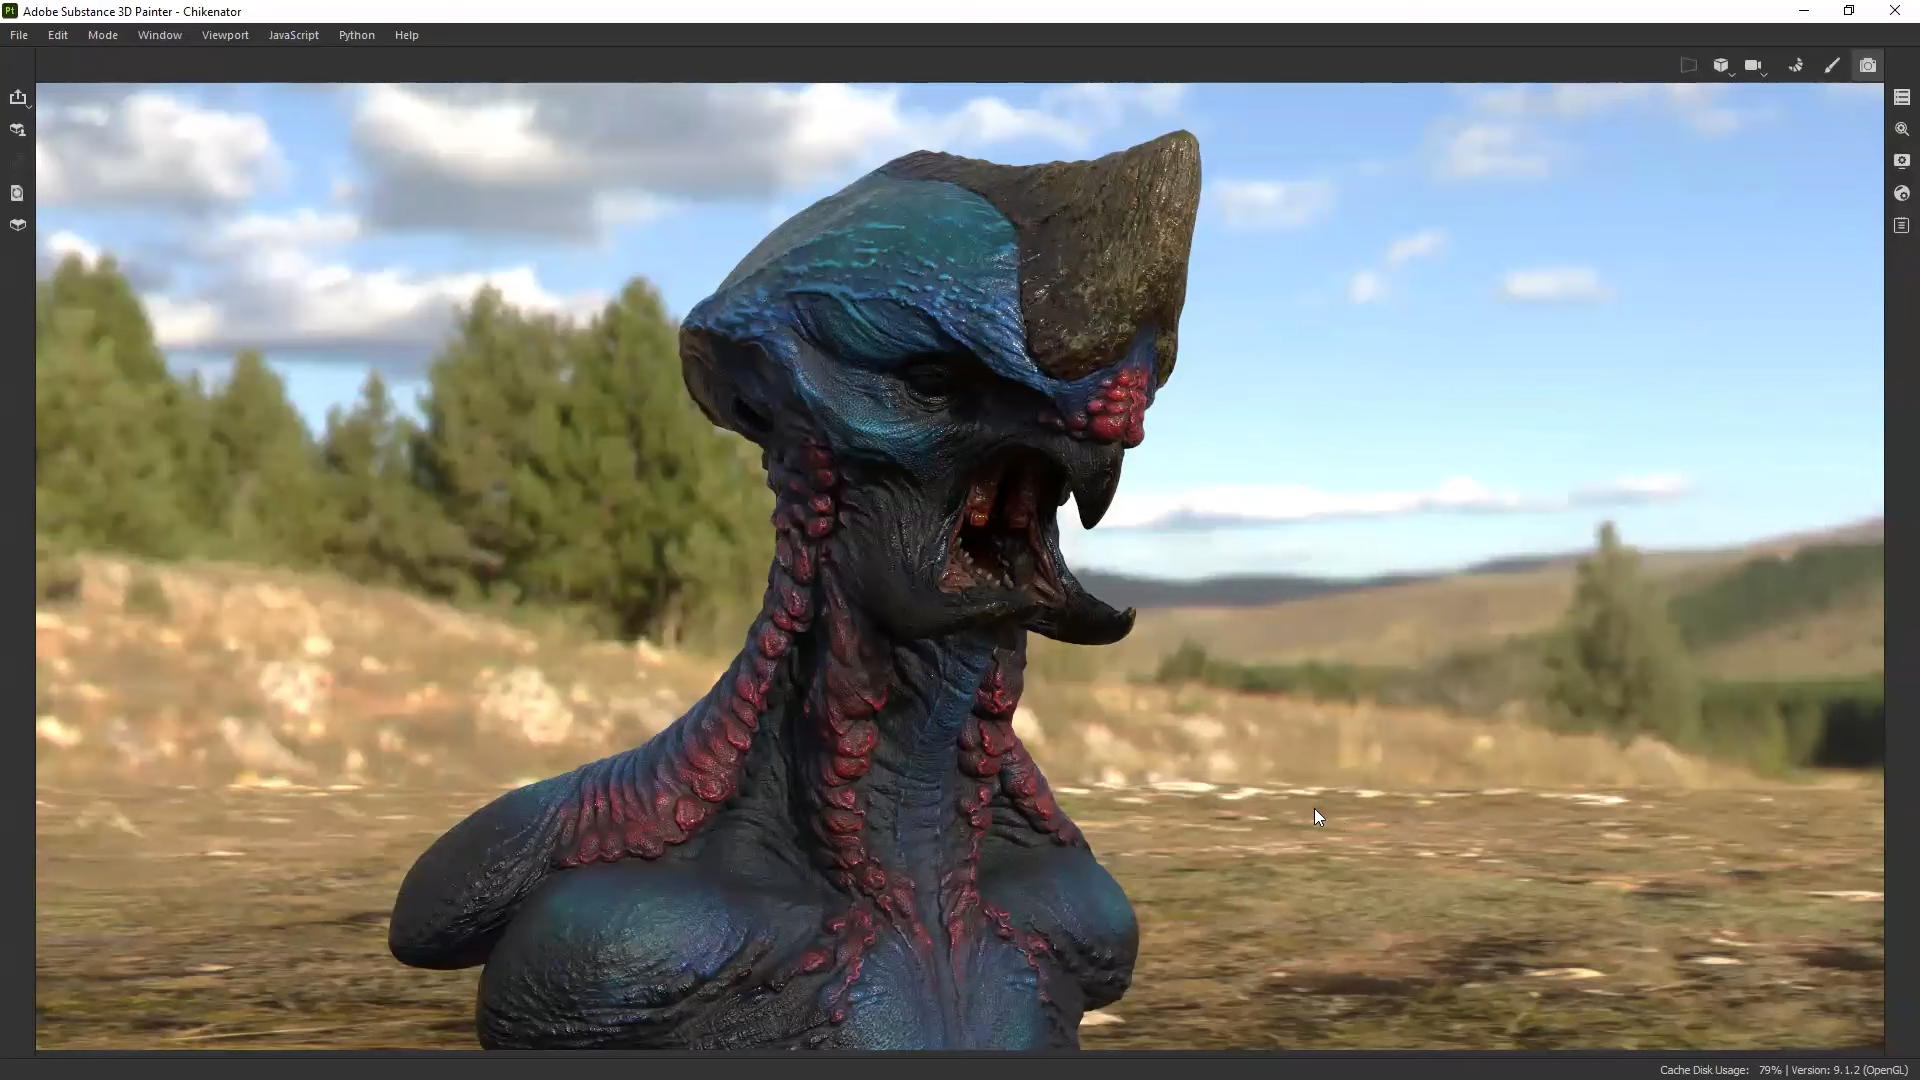 Pt Adobe Substance 3D Painter - Chikenator
File Edit Mode Window Viewport JavaScript Python Help
Cache Disk Usage: 79% | Version: 9.1.2 (OpenGL)